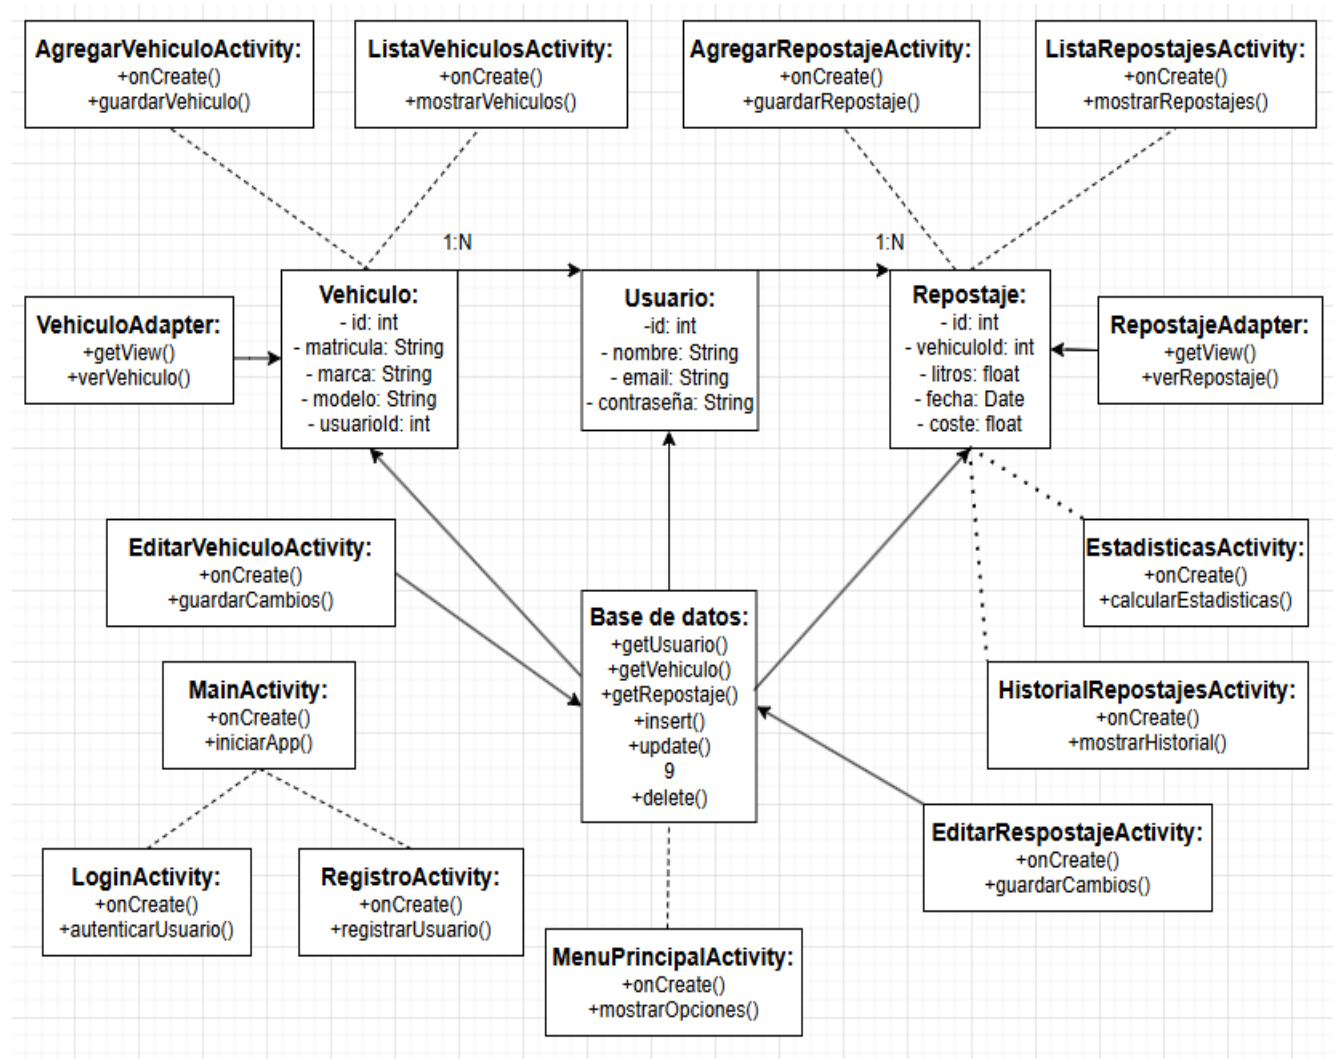 AgregarVehiculoActivity:
+onCreate()
+guardarVehiculo()
ListaVehiculosActivity:
+onCreate()
+mostrarVehiculos()
AgregarRepostajeActivity:
+onCreate()
+guardarRepostaje()
ListaRepostajesActivity:
+onCreate()
+mostrarRepostajes()
1:N
1:N
VehiculoAdapter:
+getView()
+verVehiculo()
Vehiculo:
- id: int
- matricula: String
- marca: String
- modelo: String
- usuarioId: int
Usuario:
-id: int
- nombre: String
- email: String
- contraseña: String
Repostaje:
- id: int
- vehiculoId: int
- litros: float
- fecha: Date
- coste: float
RepostajeAdapter:
+getView()
+verRepostaje()
EditarVehiculoActivity:
+onCreate()
+guardarCambios()
Base de datos:
+getUsuario()
+getVehiculo()
+getRepostaje()
+insert()
+update()
9
+delete()
EstadisticasActivity:
+onCreate()
+calcularEstadisticas()
MainActivity:
+onCreate()
+iniciarApp()
HistorialRepostajesActivity:
+onCreate()
+mostrarHistorial()
EditarRespostajeActivity:
+onCreate()
+guardarCambios()
LoginActivity:
+onCreate()
+autenticarUsuario()
RegistroActivity:
+onCreate()
+registrarUsuario()
MenuPrincipalActivity:
+onCreate()
+mostrarOpciones()